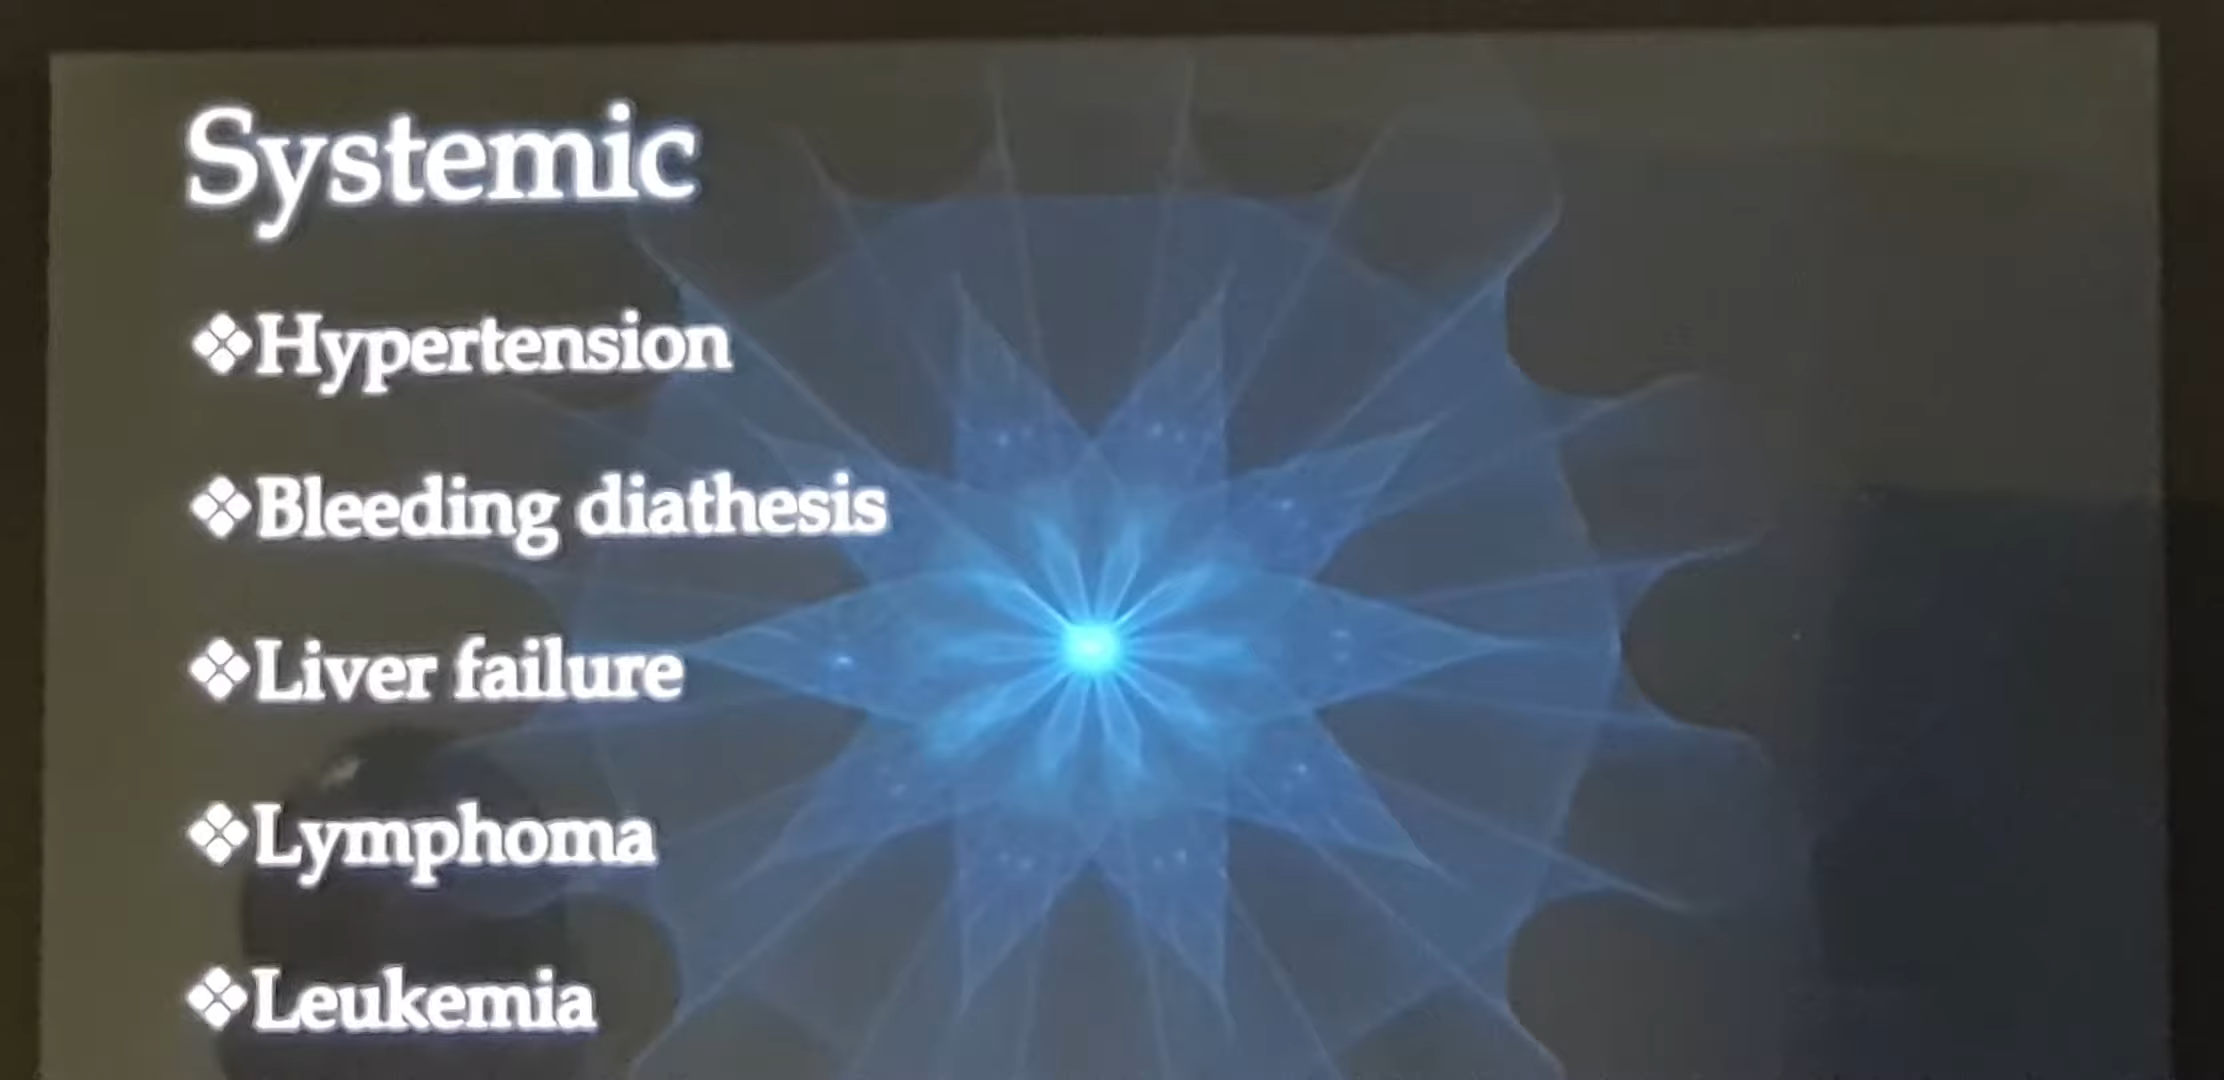 Systemic
❖Hypertension
❖Bleeding diathesis
❖Liver failure
❖Lymphoma
❖Leukemia